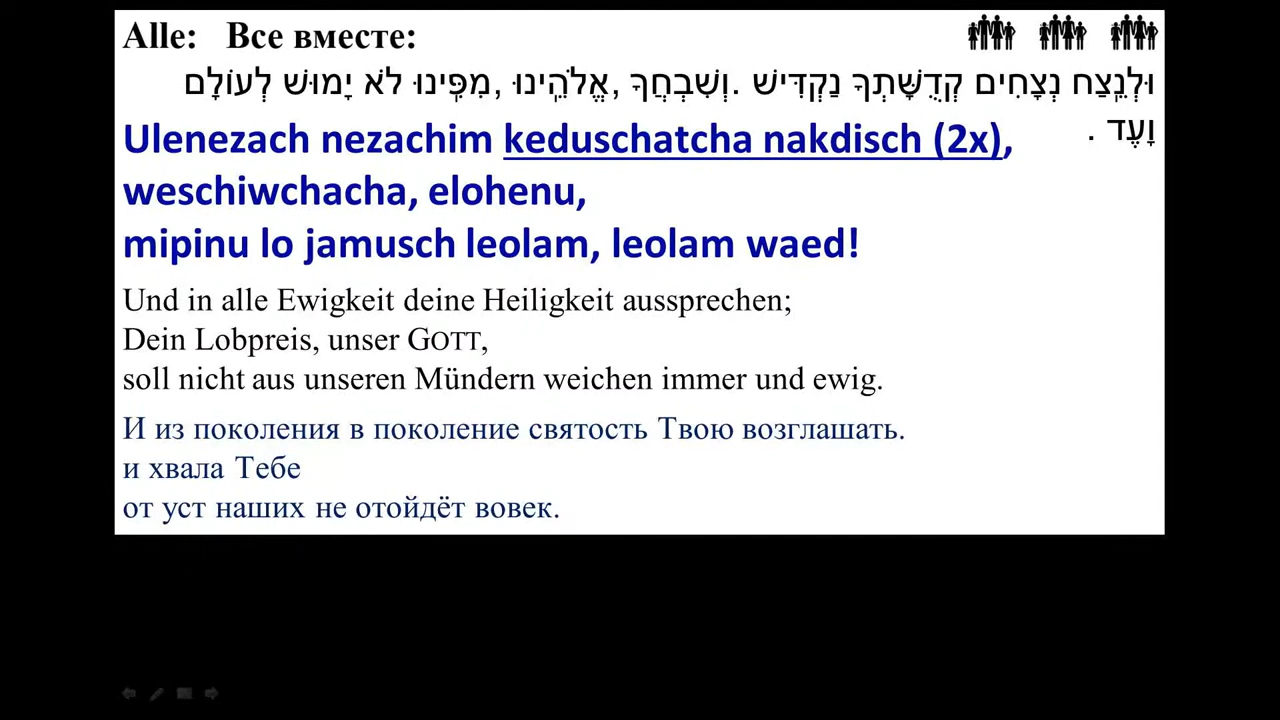 Alle: Все вместе:
וּלְנֵֽצַח נְצָחִים קְדֻשָּׁתְךָ נַקְדִּישׁ .וְשִׁבְחֲךָ ,אֱלֹהֵֽינוּ ,מִפִּֽינוּ לֹא יָמוּשׁ לְעוֹלָם
וָעֶד .
Ulenezach nezachim keduschatcha nakdisch (2x),
weschiwchacha, elohenu,
mipinu lo jamusch leolam, leolam waed!
Und in alle Ewigkeit deine Heiligkeit aussprechen;
Dein Lobpreis, unser GOTT,
soll nicht aus unseren Mündern weichen immer und ewig.
И из поколения в поколение святость Твою возглашать.
и хвала Тебе
от уст наших не отойдёт вовек.